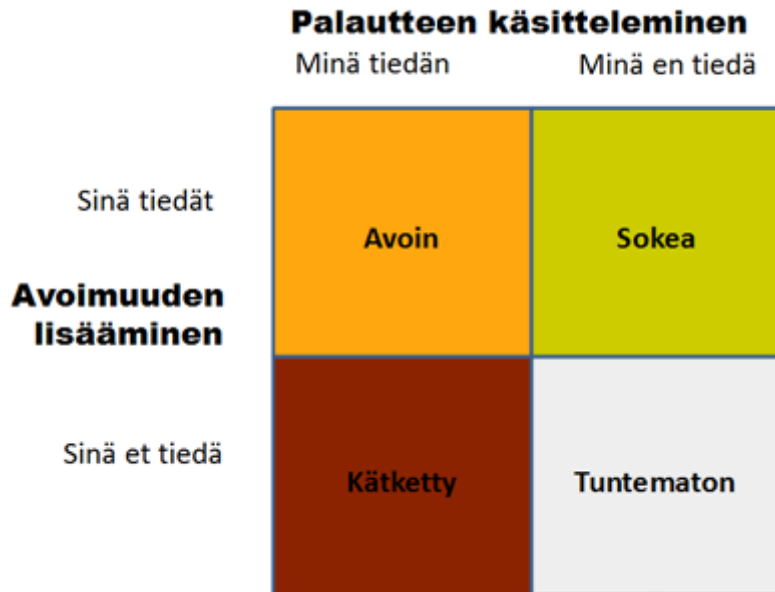 Palautteen käsitteleminen
Minä tiedän Minä en tiedä
Sinä tiedät
Avoin Sokea
Avoimuuden
lisääminen
Sinä et tiedä
Kätketty Tuntematon